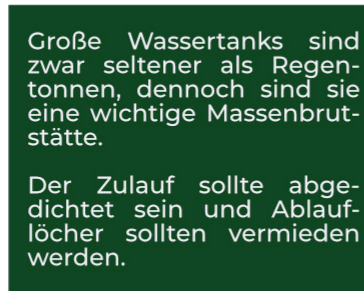 Große Wassertanks sind
zwar seltener als Regen-
tonnen, dennoch sind sie
eine wichtige Massenbrut-
stätte.
Der Zulauf sollte abge-
dichtet sein und Ablauf-
löcher sollten vermieden
werden.